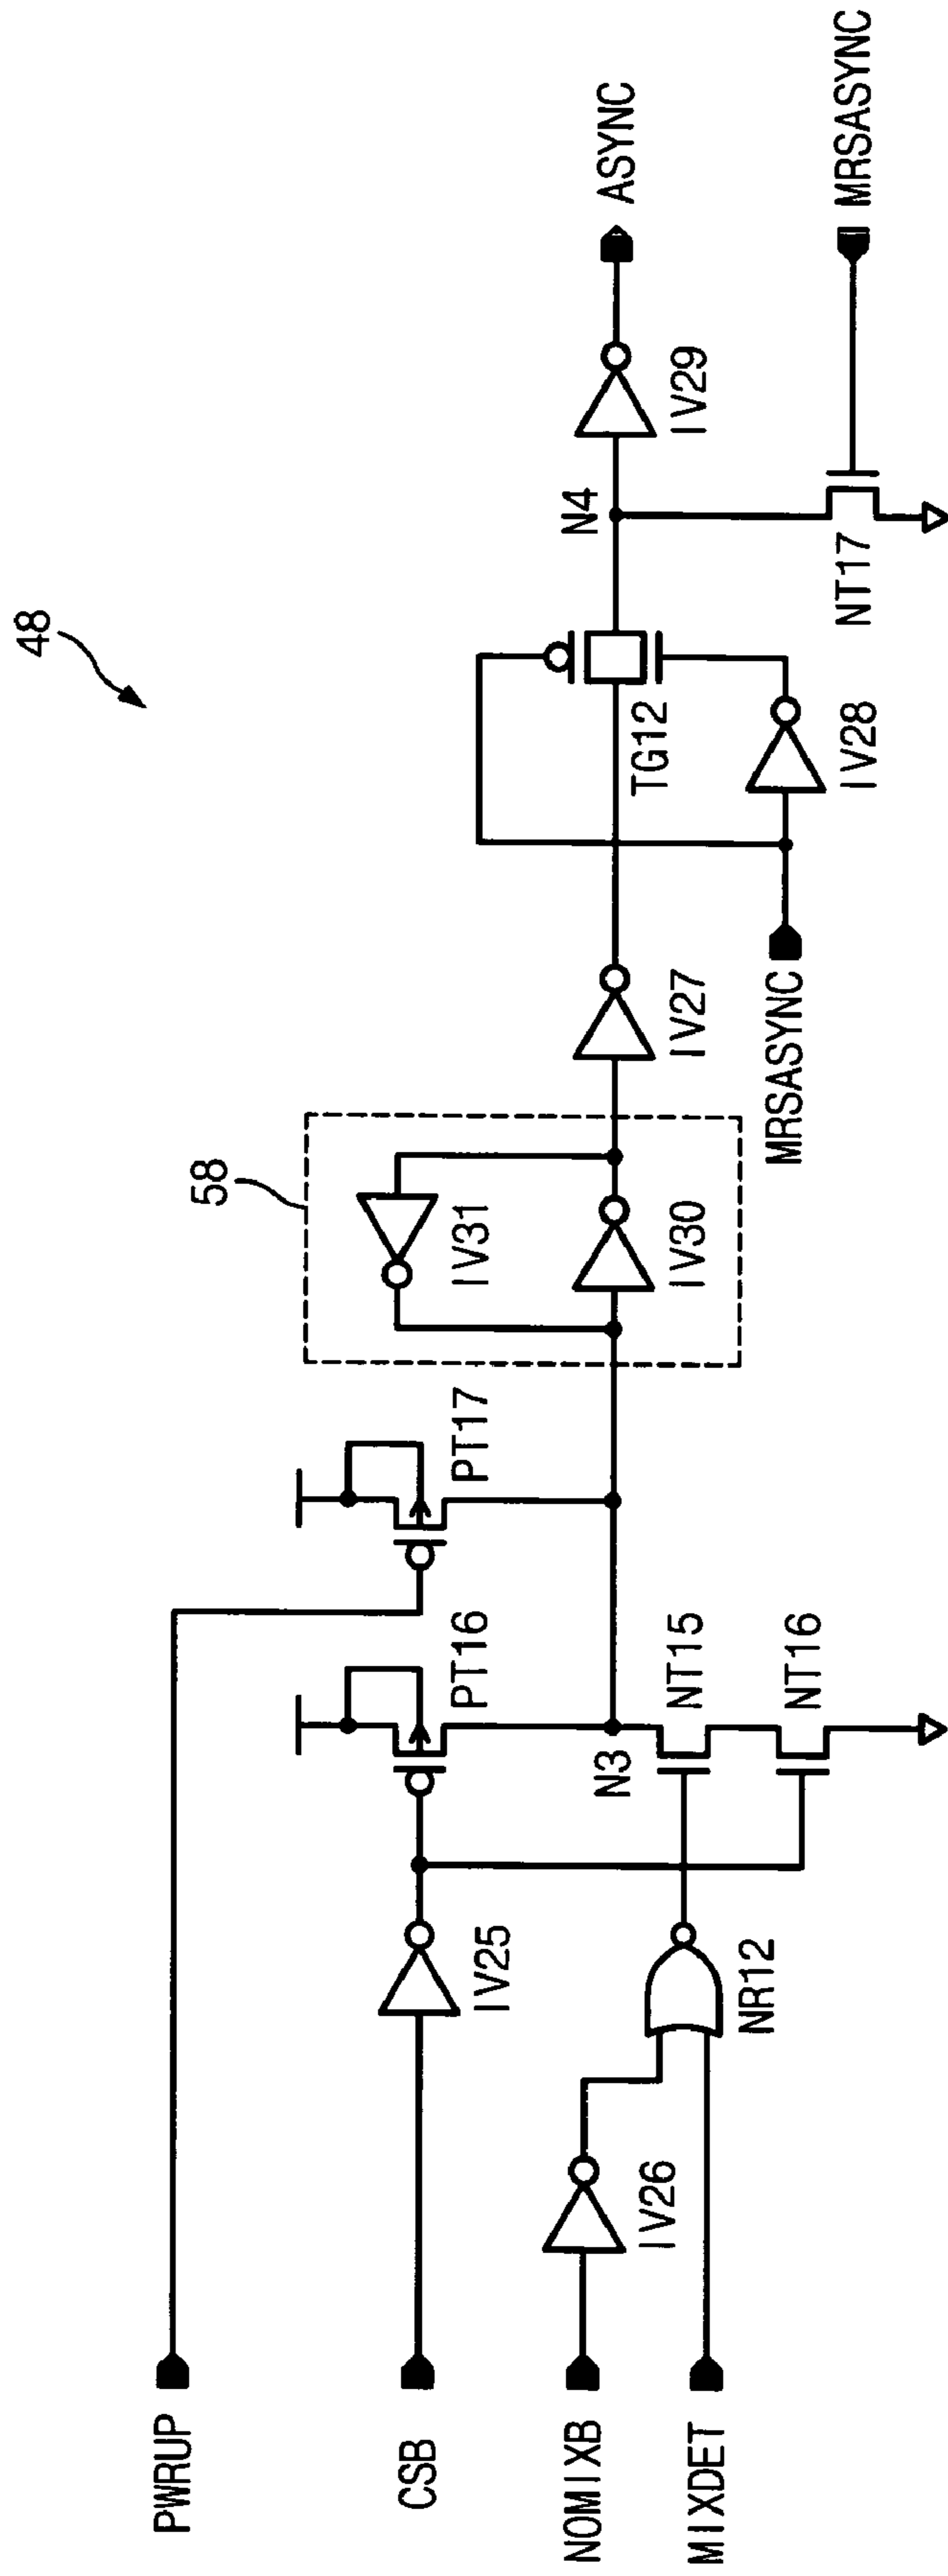 48
PWRUP
CSB
NOMIXB
MIXDET
IV25
IV26
NR12
PT16
PT17
N3
NT15
NT16
58
IV31
IV30
IV27
MRSASYNC
IV28
TG12
N4
NT17
IV29
ASYNC
MRSASYNC